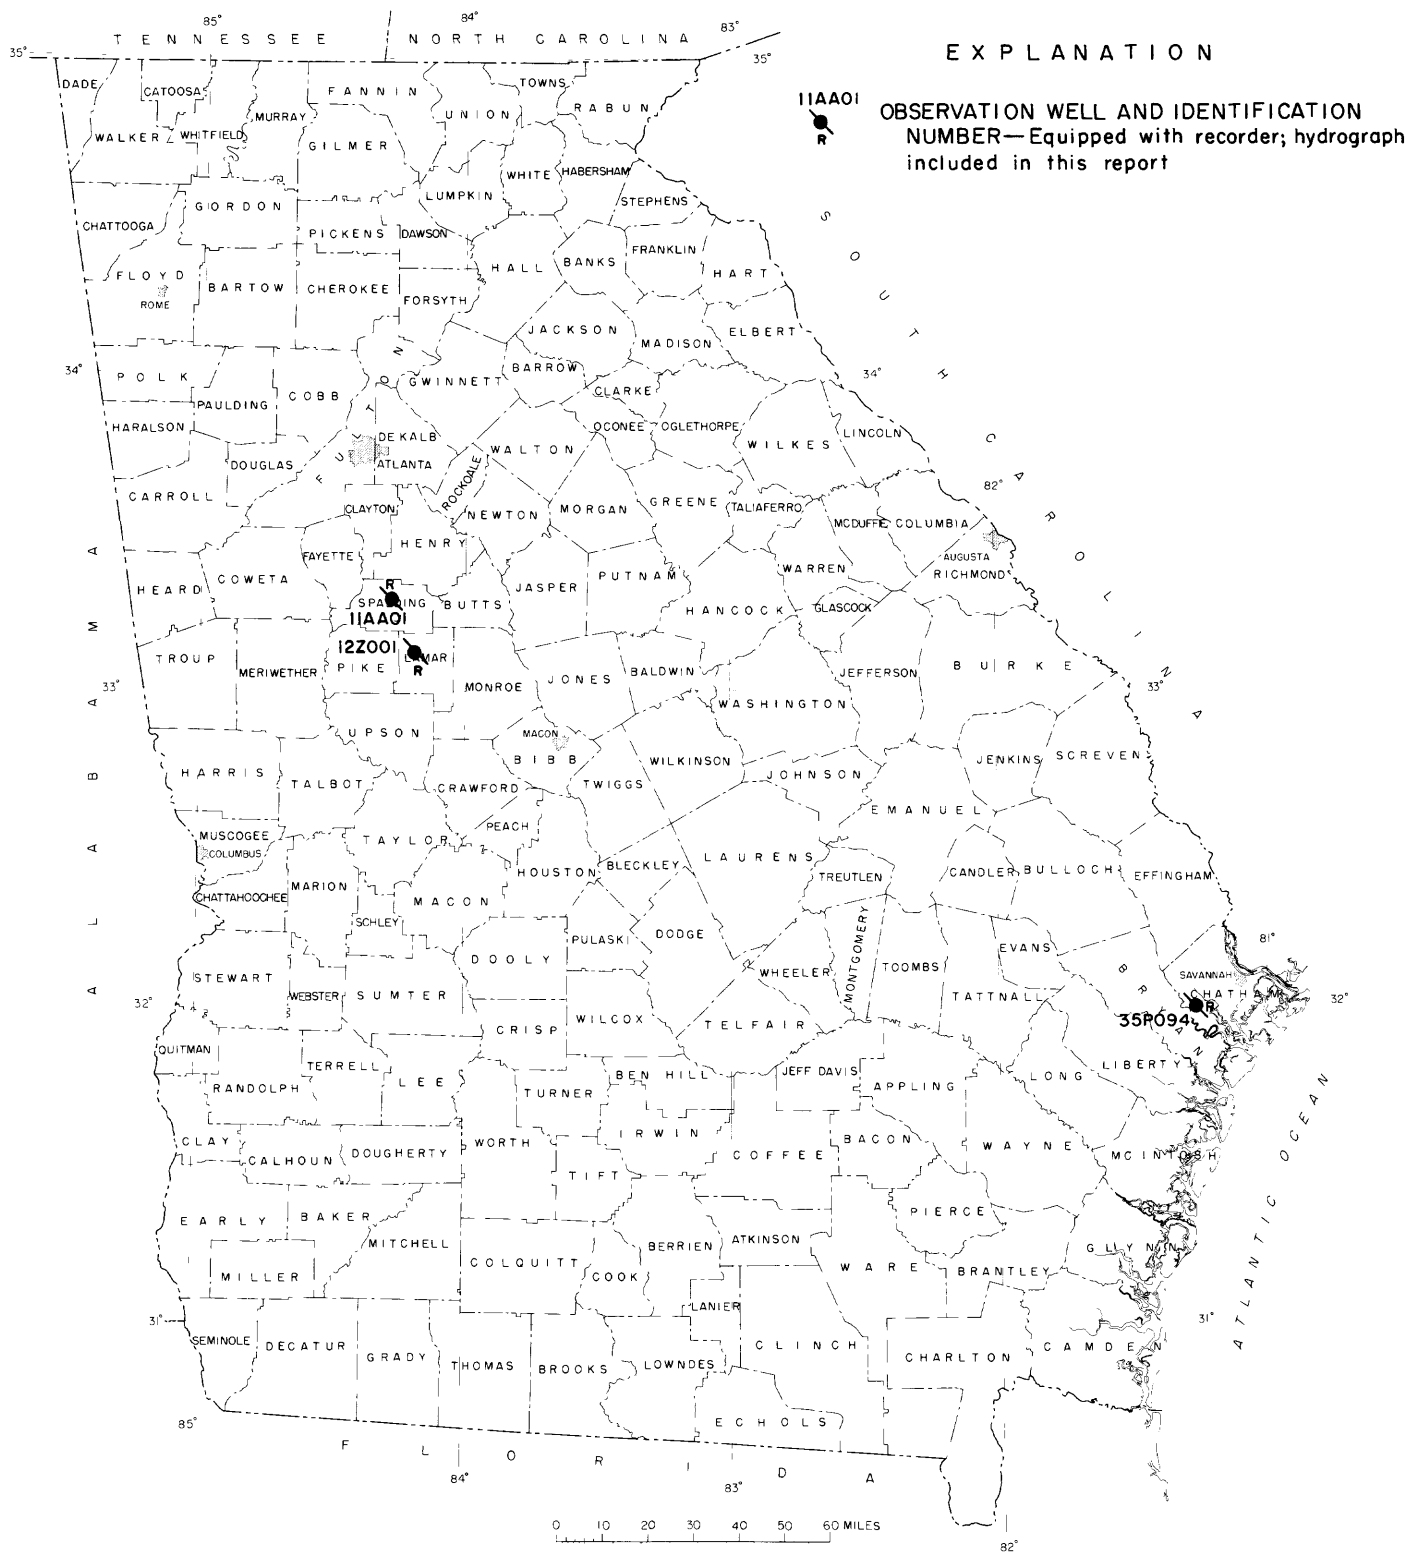 85°
84°
83°
TENNESSEE
NORTH CAROLINA
35°
35°
EXPLANATION
11AA01
R
OBSERVATION WELL AND IDENTIFICATION
NUMBER—Equipped with recorder; hydrograph
included in this report
DADE
CATOOSA
FANNIN
TOWNS
RABUN
UNION
MURRAY
WALKER
WHITFIELD
GILMER
WHITE
HABERSHAM
LUMPKIN
STEPHENS
GORDON
CHATTOOGA
PICKENS
DAWSON
FRANKLIN
BANKS
HALL
HART
FLOYD
ROME
BARTOW
CHEROKEE
FORSYTH
JACKSON
MADISON
ELBERT
SOUTH CAROLINA
34°
34°
POLK
COBB
GWINNETT
BARROW
CLARKE
PAULDING
HARALSON
FULTON
DE KALB
ATLANTA
WALTON
OCONEE
OGLETHORPE
WILKES
LINCOLN
DOUGLAS
CARROLL
ROCKDALE
CLAYTON
NEWTON
MORGAN
GREENE
TALIAFERRO
82°
MCDUFFIE
COLUMBIA
FAYETTE
HENRY
AUGUSTA
RICHMOND
WARREN
HEARD
COWETA
JASPER
PUTNAM
R
SPALDING
BUTTS
HANCOCK
GLASCOCK
11AA01
12Z001
R
TROUP
MERIWETHER
PIKE
LAMAR
MONROE
JONES
BALDWIN
JEFFERSON
BURKE
33°
33°
WASHINGTON
UPSON
MACON
BIBB
WILKINSON
JENKINS
SCREVEN
HARRIS
TALBOT
CRAWFORD
TWIGGS
JOHNSON
EMANUEL
ALABAMA
MUSCOGEE
COLUMBUS
TAYLOR
PEACH
HOUSTON
BLECKLEY
LAURENS
TREUTLEN
CANDLER
BULLOCH
EFFINGHAM
CHATTAHOOCHEE
MARION
MACON
SCHLEY
MONTGOMERY
PULASKI
DODGE
EVANS
81°
DOOLY
WHEELER
TOOMBS
SAVANNAH
CHATHAM
STEWART
WEBSTER
SUMTER
TATTNALL
BRYAN
32°
32°
R
35P094
CRISP
WILCOX
TELFAIR
QUITMAN
TERRELL
LEE
RANDOLPH
TURNER
BEN HILL
JEFF DAVIS
APPLING
LONG
LIBERTY
CLAY
CALHOUN
DOUGHERTY
WORTH
IRWIN
COFFEE
BACON
WAYNE
MCINTOSH
TIFT
ATLANTIC OCEAN
EARLY
BAKER
MITCHELL
PIERCE
BERRIEN
ATKINSON
GLYNN
MILLER
COLQUITT
COOK
WARE
BRANTLEY
LANIER
31°
31°
SEMINOLE
DECATUR
GRADY
THOMAS
BROOKS
LOWNDES
CLINCH
CHARLTON
CAMDEN
ECHOLS
85°
FLORIDA
84°
83°
82°
0 10 20 30 40 50 60 MILES